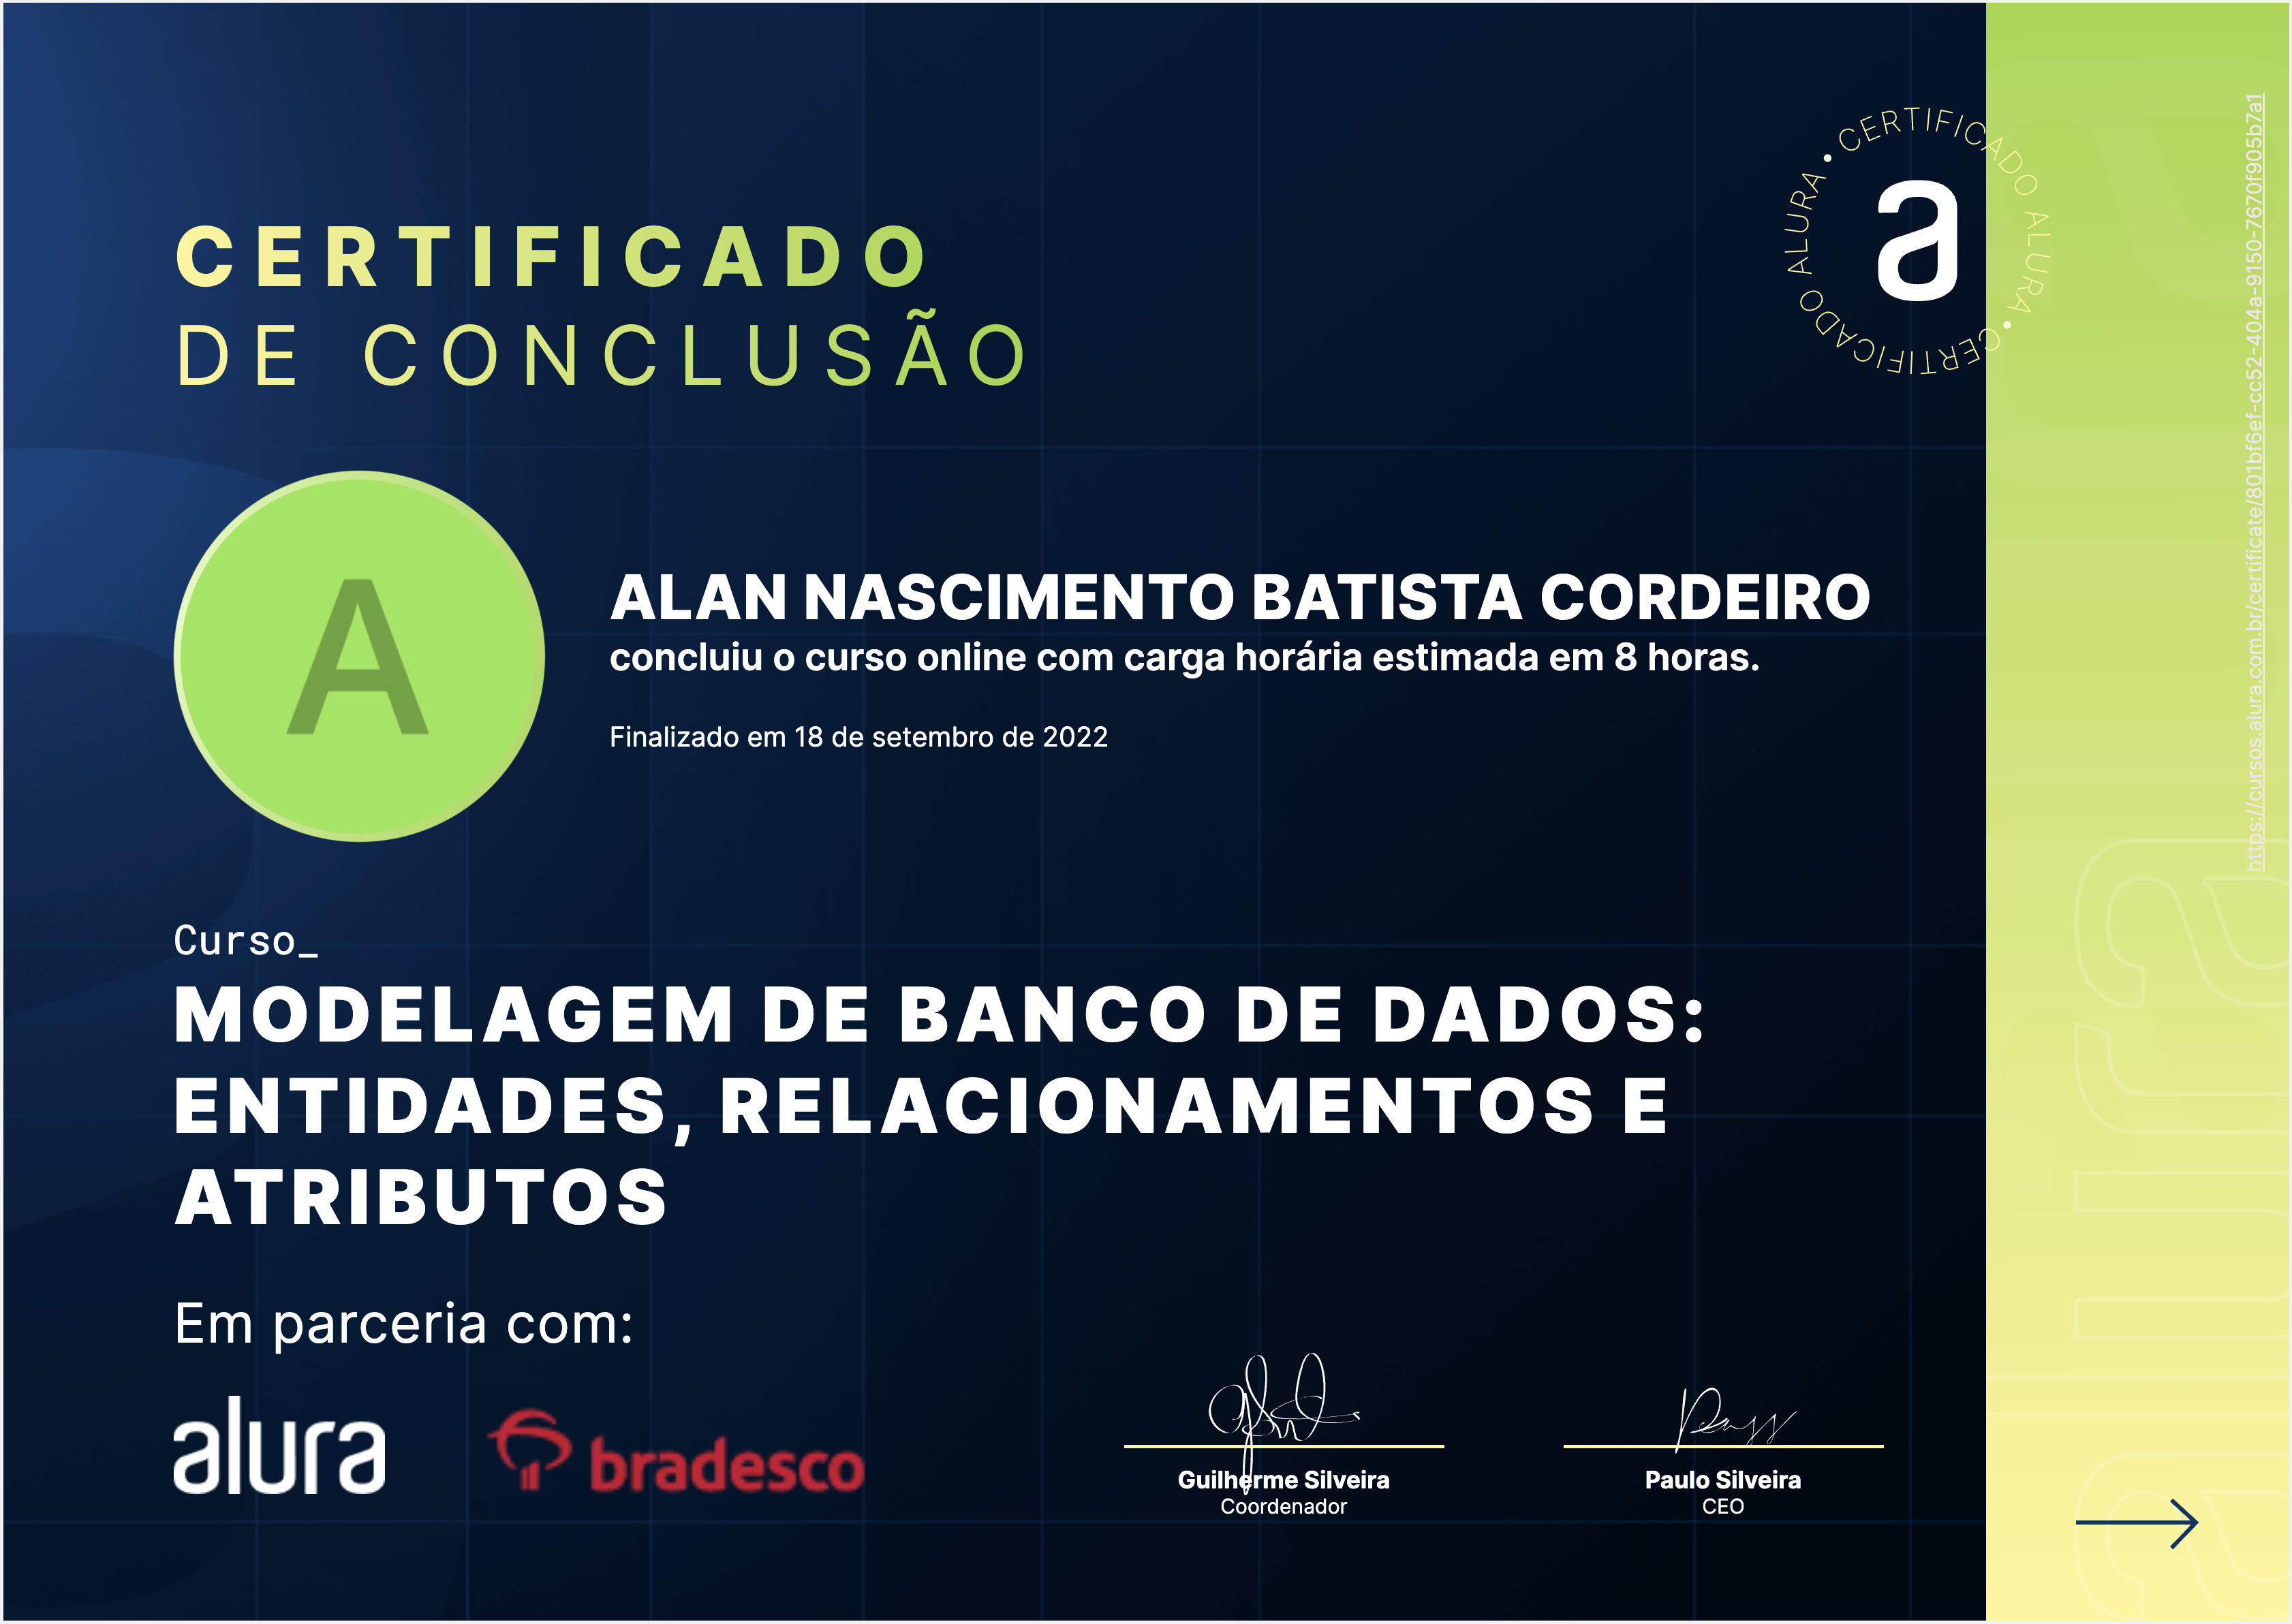 CERTIFICADO
DE CONCLUSÃO
CERTIFICADO ALURA • CERTIFICADO ALURA •
a
https://cursos.alura.com.br/certificate/801bf6ef-cc52-404a-9150-7670f905b7a1
A
ALAN NASCIMENTO BATISTA CORDEIRO
concluiu o curso online com carga horária estimada em 8 horas.
Finalizado em 18 de setembro de 2022
Curso_
MODELAGEM DE BANCO DE DADOS:
ENTIDADES, RELACIONAMENTOS E
ATRIBUTOS
Em parceria com:
alura
bradesco
Guilherme Silveira
Coordenador
Paulo Silveira
CEO
alura